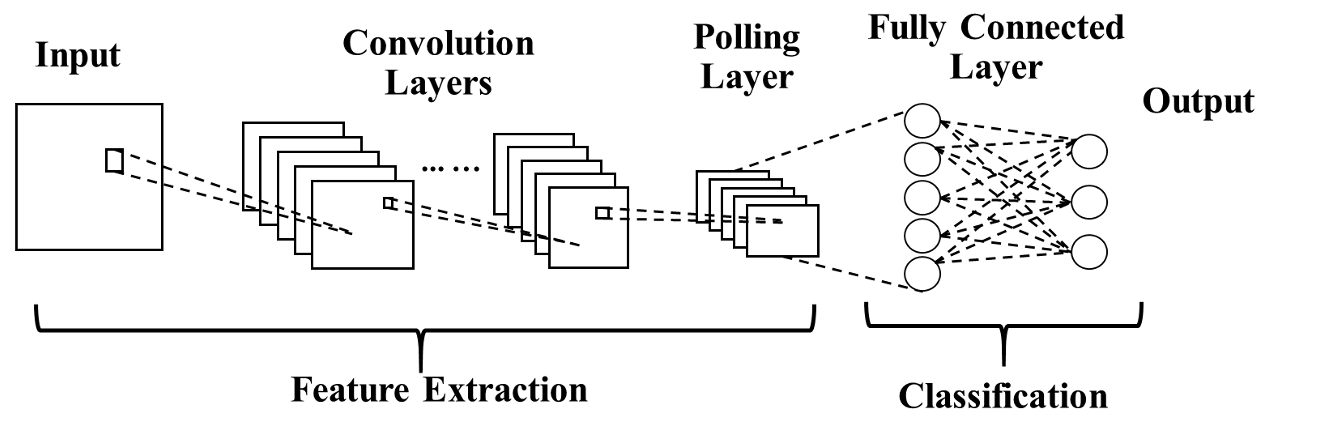 Input
Convolution
Layers
Polling
Layer
Fully Connected
Layer
Output
... ...
Feature Extraction
Classification